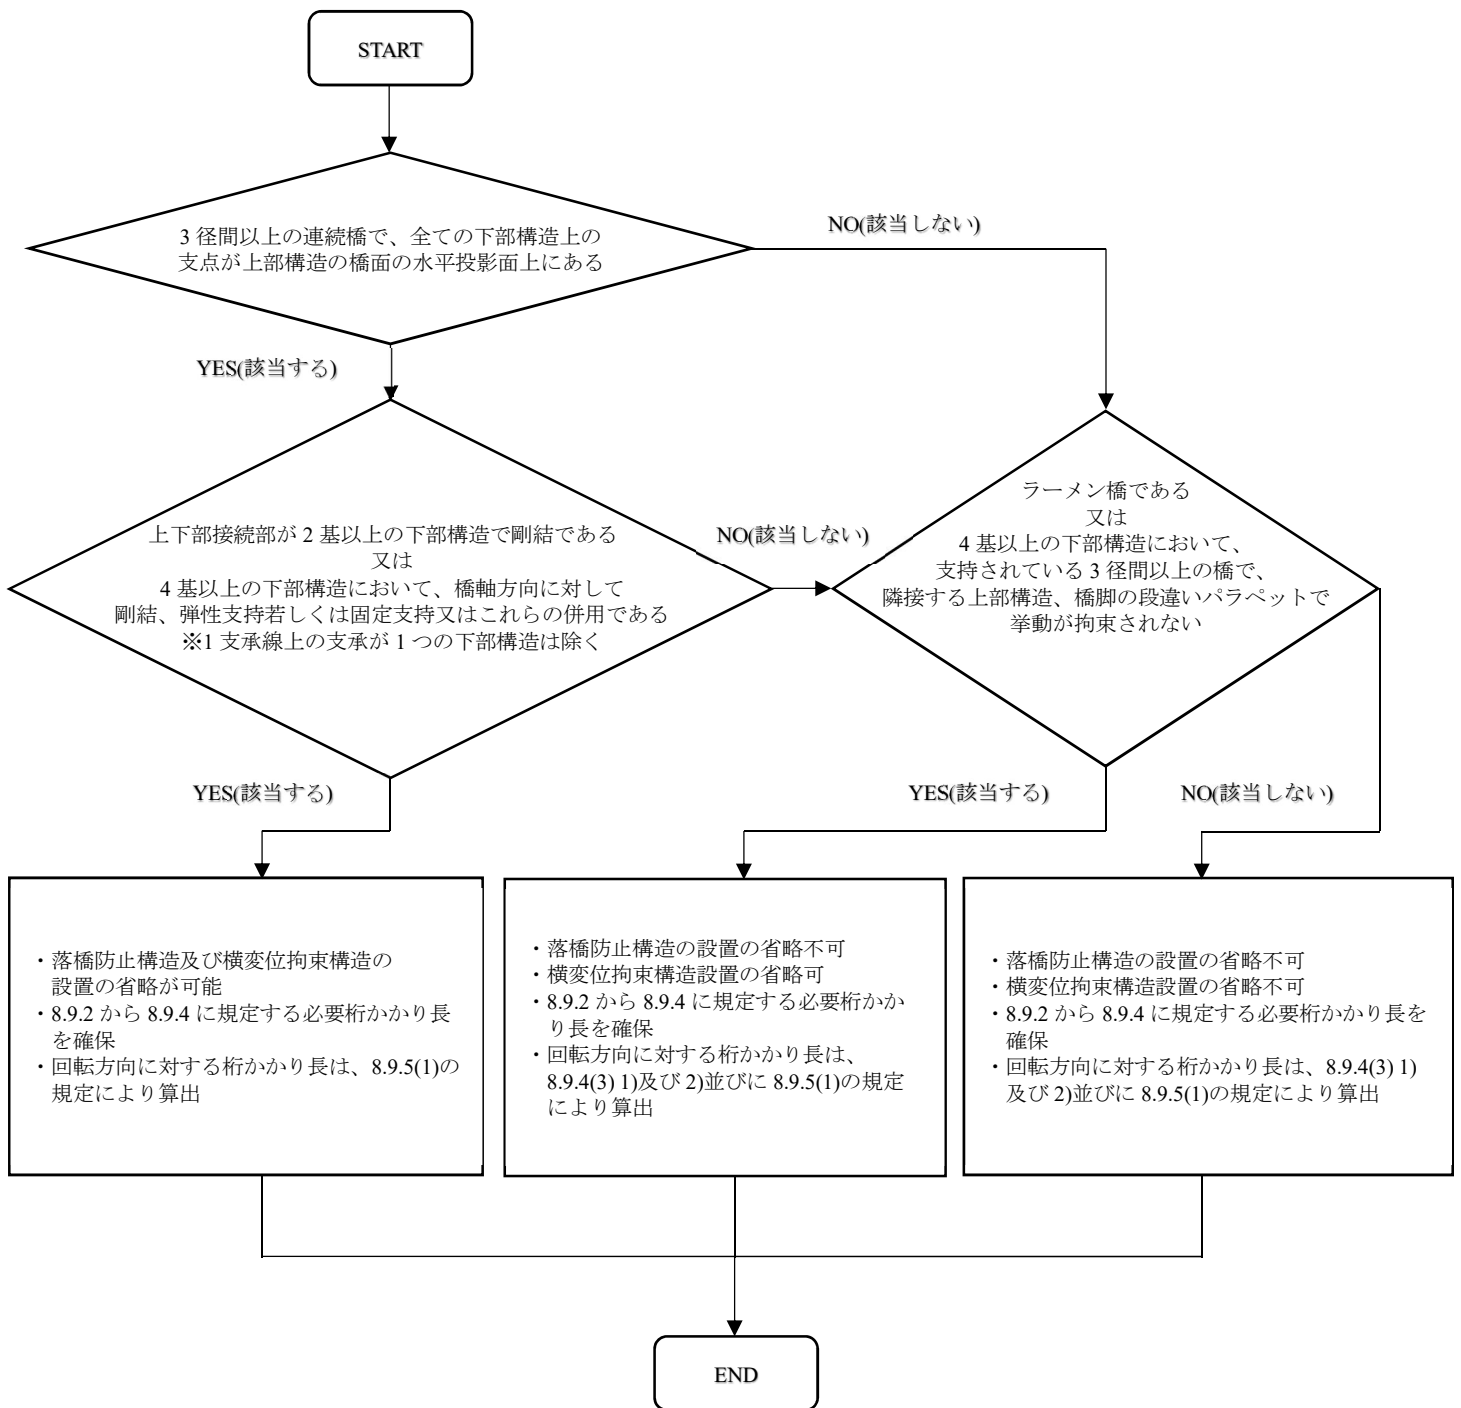 START
3 径間以上の連続橋で、全ての下部構造上の
支点が上部構造の橋面の水平投影面上にある
NO(該当しない)
YES(該当する)
上下部接続部が 2 基以上の下部構造で剛結である
又は
4 基以上の下部構造において、橋軸方向に対して
剛結、弾性支持若しくは固定支持又はこれらの併用である
※1 支承線上の支承が 1 つの下部構造は除く
NO(該当しない)
ラーメン橋である
又は
4 基以上の下部構造において、
支持されている 3 径間以上の橋で、
隣接する上部構造、橋脚の段違いパラペットで
挙動が拘束されない
YES(該当する)
YES(該当する)
NO(該当しない)
・落橋防止構造及び横変位拘束構造の
設置の省略が可能
・8.9.2 から 8.9.4 に規定する必要桁かかり長
を確保
・回転方向に対する桁かかり長は、8.9.5(1)の
規定により算出
・落橋防止構造の設置の省略不可
・横変位拘束構造設置の省略可
・8.9.2 から 8.9.4 に規定する必要桁かか
り長を確保
・回転方向に対する桁かかり長は、
8.9.4(3) 1)及び 2)並びに 8.9.5(1)の規定
により算出
・落橋防止構造の設置の省略不可
・横変位拘束構造設置の省略不可
・8.9.2 から 8.9.4 に規定する必要桁かかり長を
確保
・回転方向に対する桁かかり長は、8.9.4(3) 1)
及び 2)並びに 8.9.5(1)の規定により算出
END